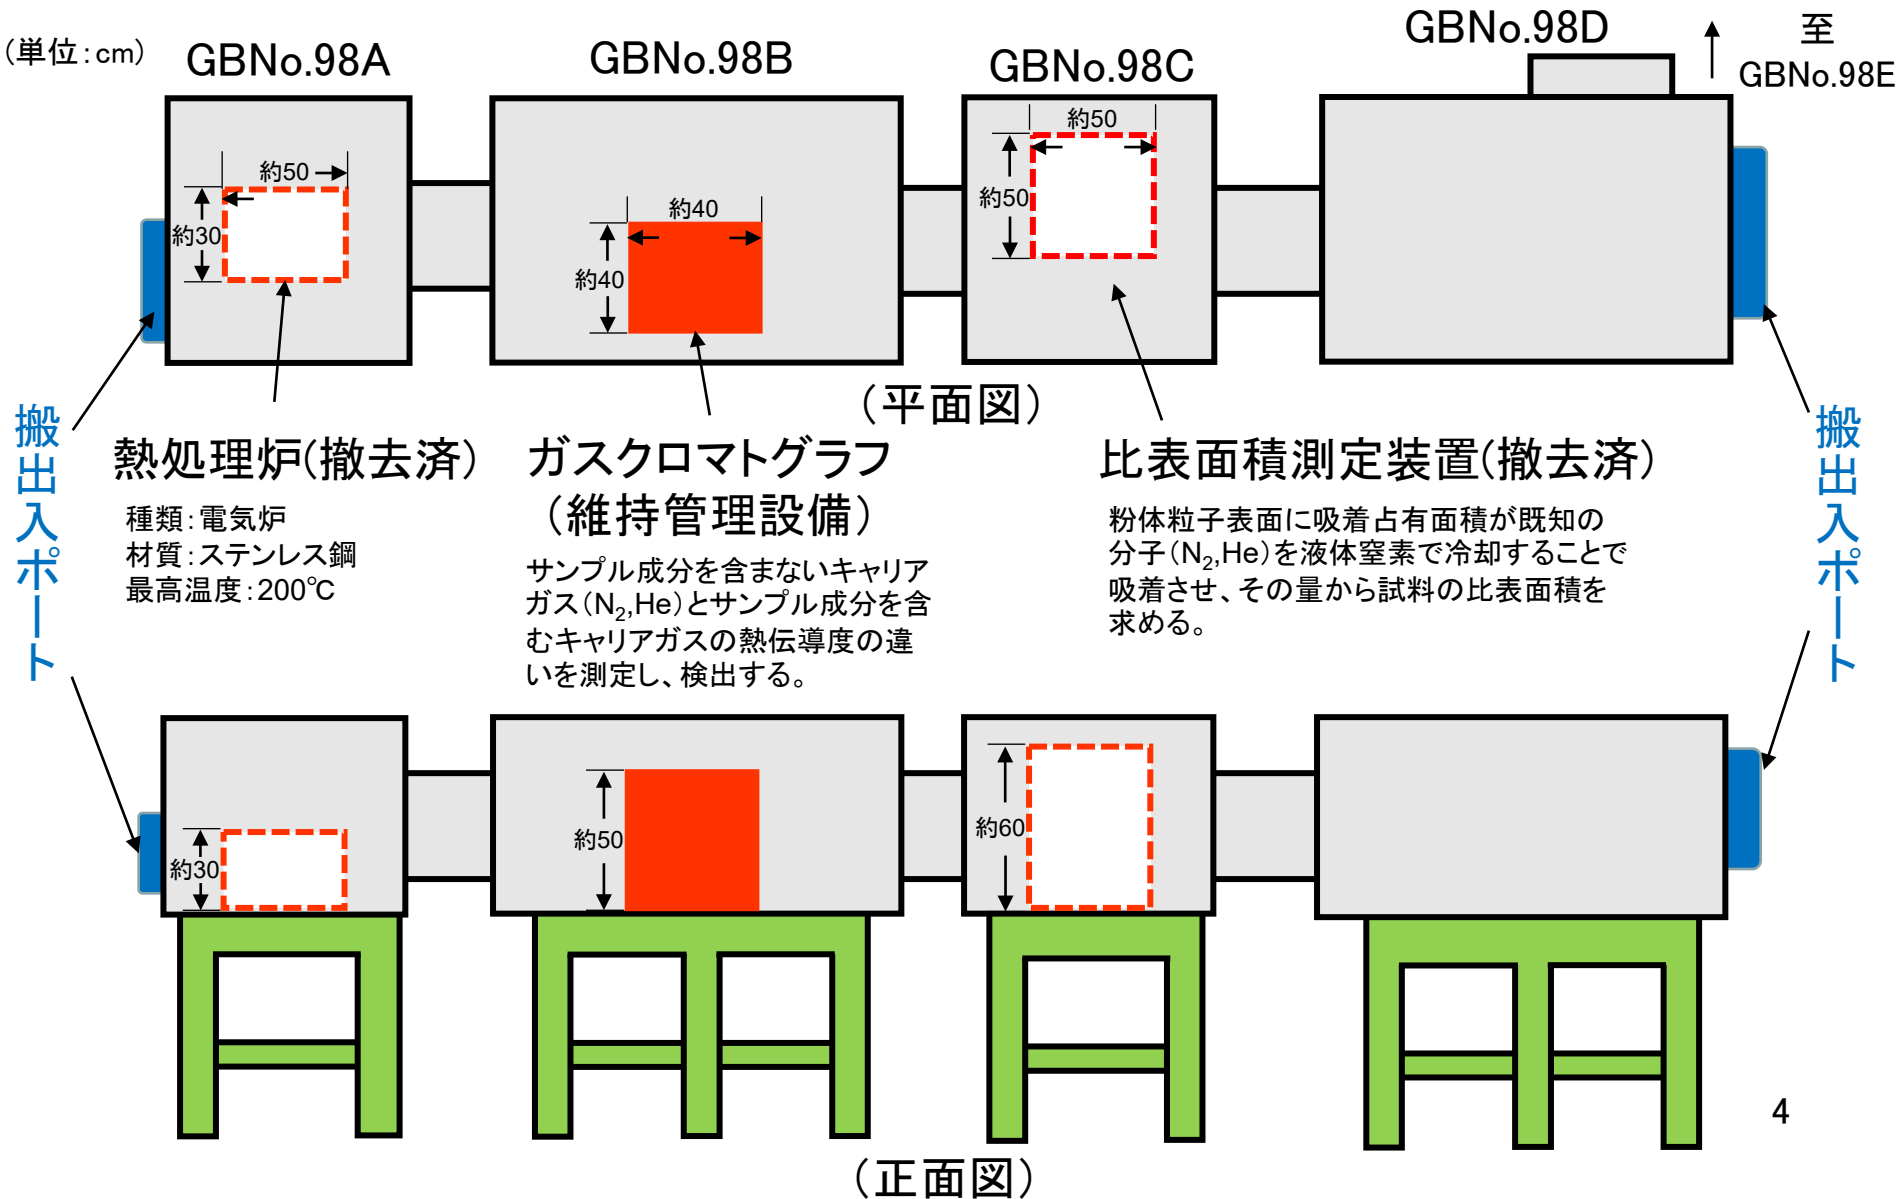 (単位:cm)
GBNo.98A
GBNo.98B
GBNo.98C
GBNo.98D
至
GBNo.98E
約50
約30
約40
約40
約50
約50
(平面図)
搬出入ポート
熱処理炉(撤去済)
種類:電気炉
材質:ステンレス鋼
最高温度:200℃
ガスクロマトグラフ
(維持管理設備)
サンプル成分を含まないキャリア
ガス(N₂,He)とサンプル成分を含
むキャリアガスの熱伝導度の違
いを測定し、検出する。
比表面積測定装置(撤去済)
粉体粒子表面に吸着占有面積が既知の
分子(N₂,He)を液体窒素で冷却することで
吸着させ、その量から試料の比表面積を
求める。
搬出入ポート
約30
約50
約60
4
(正面図)